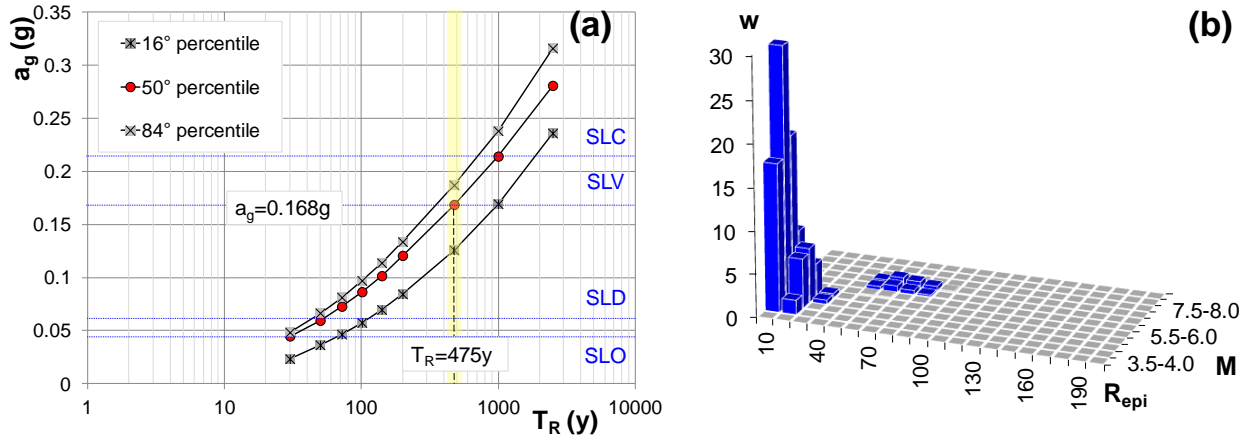 (a)
a_g (g)
0.35
0.3
0.25
0.2
0.15
0.1
0.05
0
16° percentile
50° percentile
84° percentile
SLC
SLV
SLD
SLO
a_g=0.168g
T_R=475y
1
10
100
1000
10000
T_R (y)
(b)
w
30
25
20
15
10
5
0
10
40
70
100
130
160
190
R_epi
7.5-8.0
5.5-6.0
3.5-4.0
M